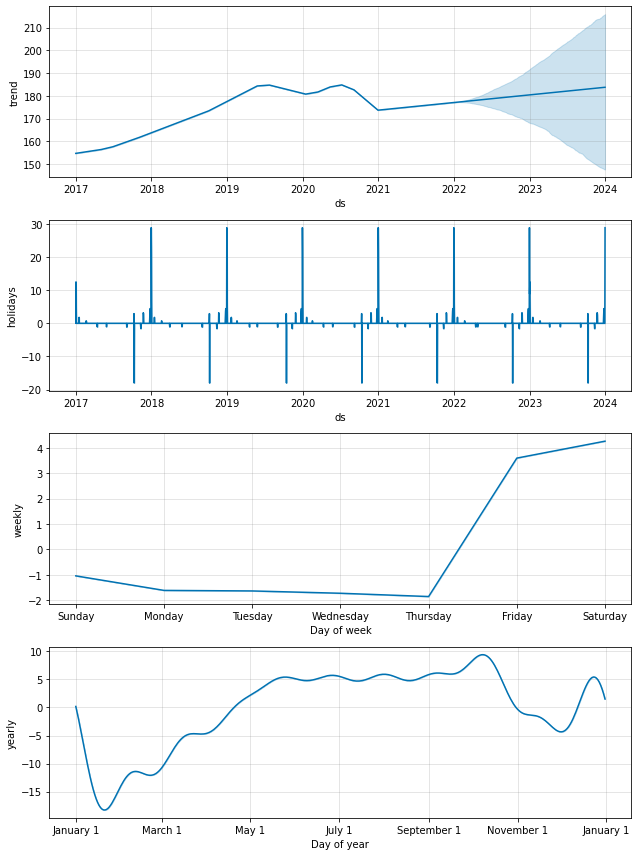 210
200
190
180
170
160
150
trend
2017 2018 2019 2020 2021 2022 2023 2024
ds
30
20
10
0
−10
−20
holidays
2017 2018 2019 2020 2021 2022 2023 2024
ds
4
3
2
1
0
−1
−2
weekly
Sunday Monday Tuesday Wednesday Thursday Friday Saturday
Day of week
10
5
0
−5
−10
−15
yearly
January 1 March 1 May 1 July 1 September 1 November 1 January 1
Day of year